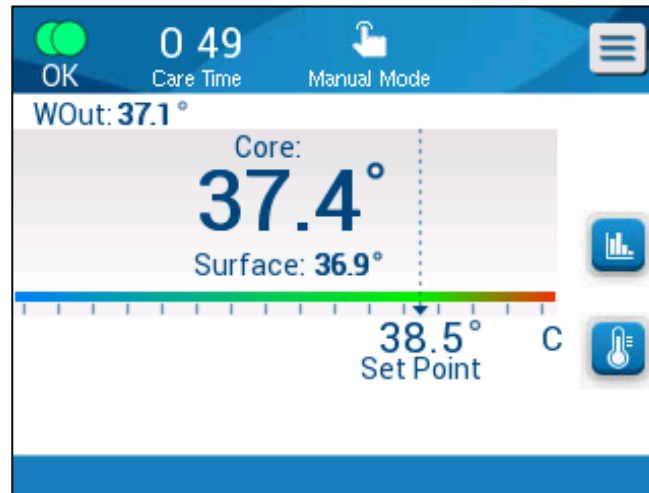 0 49
OK
Care Time
Manual Mode
WOut: 37.1°
Core:
37.4°
Surface: 36.9°
38.5° C
Set Point